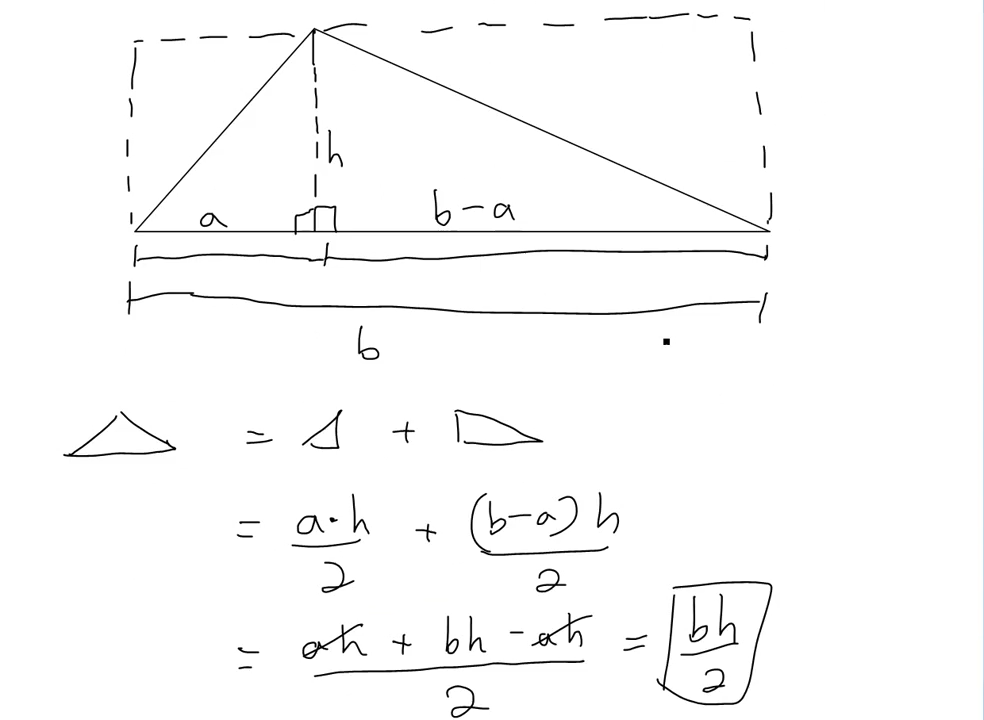 h
a b-a
b
= +
= a·h/2 + (b-a)h/2
= (ah + bh - ah)/2 = bh/2